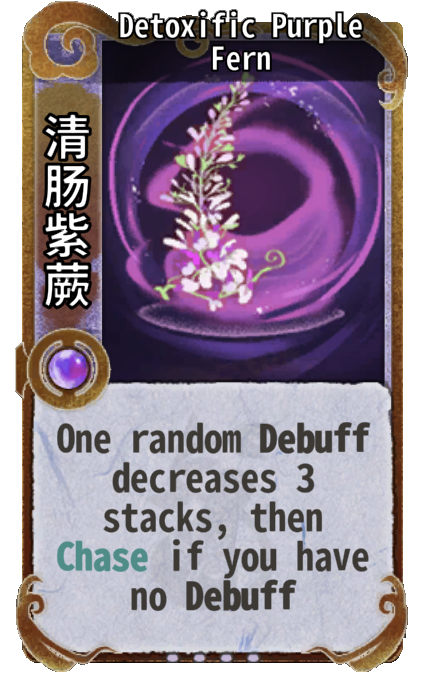 Detoxific Purple
Fern
清肠紫蕨
One random Debuff
decreases 3
stacks, then
Chase if you have
no Debuff